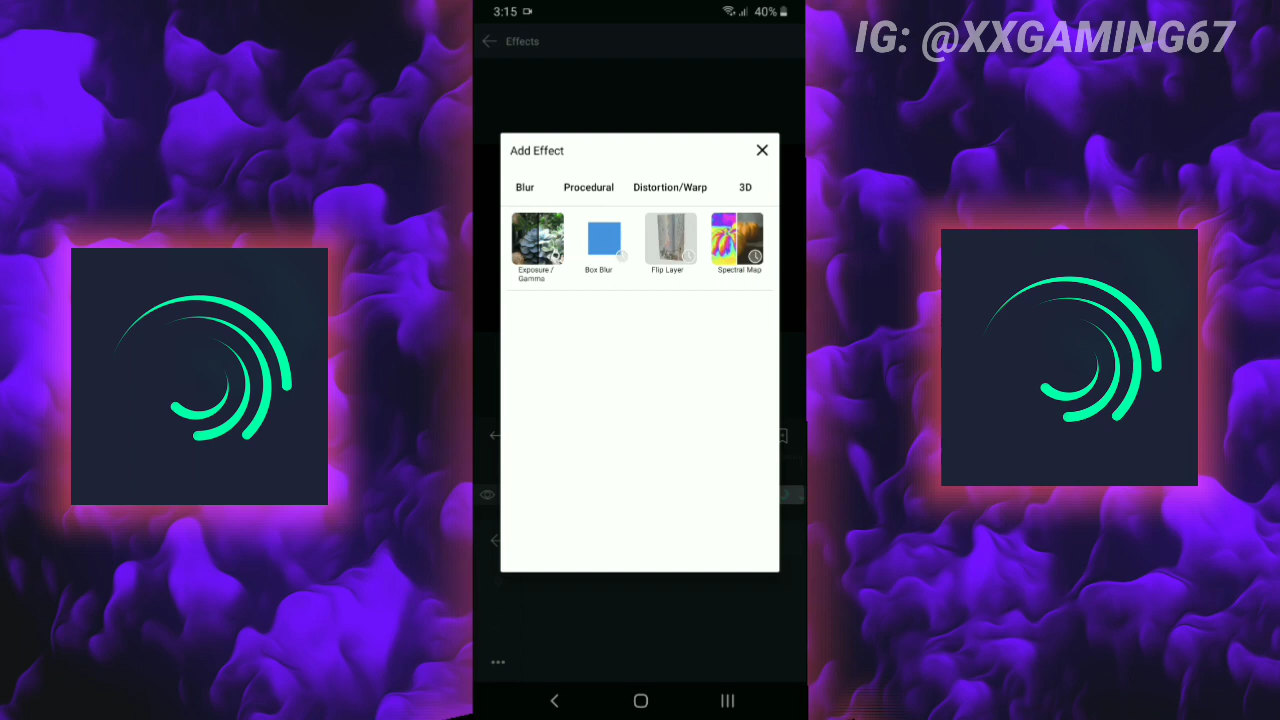 3:15
40%
IG: @XXGAMING67
Effects
Add Effect
Blur
Procedural
Distortion/Warp
3D
Exposure /
Gamma
Box Blur
Flip Layer
Spectral Map